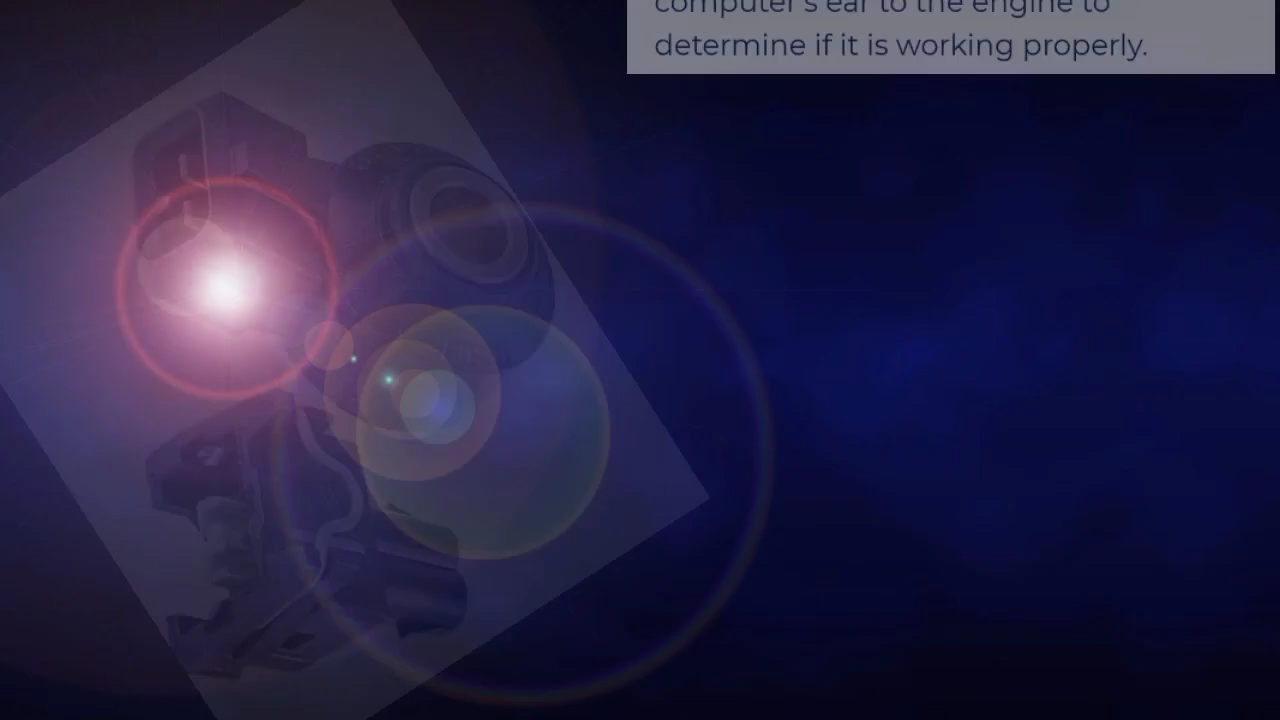 computer's ear to the engine to
determine if it is working properly.